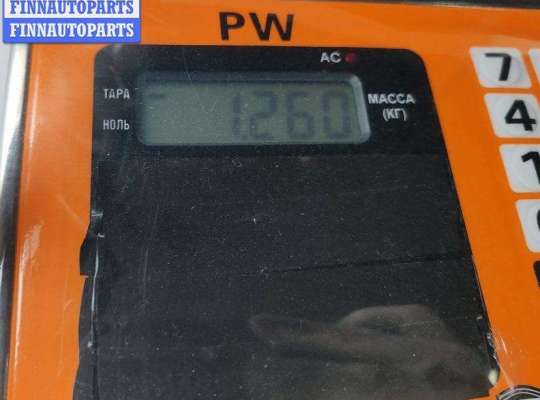 FINNAUTOPARTS
FINNAUTOPARTS
PW
AC
ТАРА
1.260
МАССА
(КГ)
НОЛЬ
7
4
1